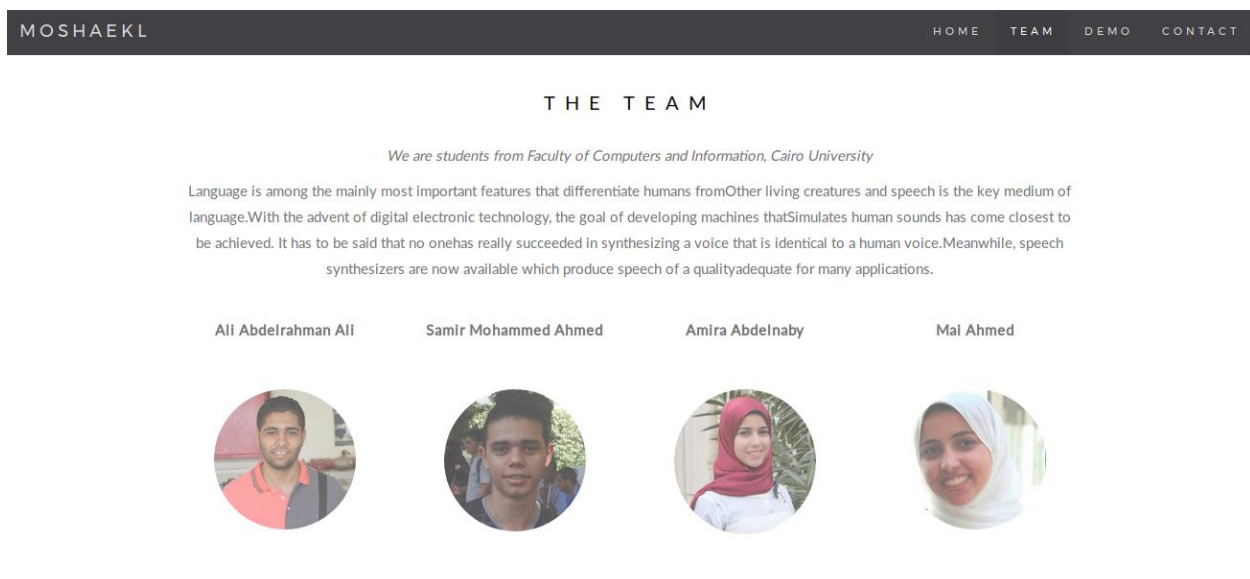 MOSHAEKL
HOME TEAM DEMO CONTACT
THE TEAM
We are students from Faculty of Computers and Information, Cairo University
Language is among the mainly most important features that differentiate humans fromOther living creatures and speech is the key medium of
language.With the advent of digital electronic technology, the goal of developing machines thatSimulates human sounds has come closest to
be achieved. It has to be said that no onehas really succeeded in synthesizing a voice that is identical to a human voice.Meanwhile, speech
synthesizers are now available which produce speech of a qualityadequate for many applications.
Ali Abdelrahman Ali
Samir Mohammed Ahmed
Amira Abdelnaby
Mai Ahmed